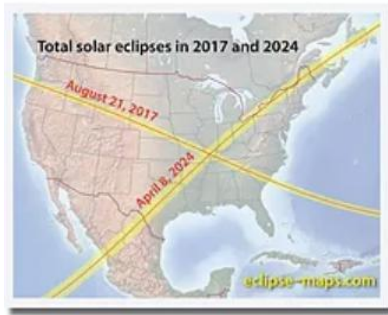 Total solar eclipses in 2017 and 2024
August 21, 2017
April 8, 2024
eclipse-maps.com